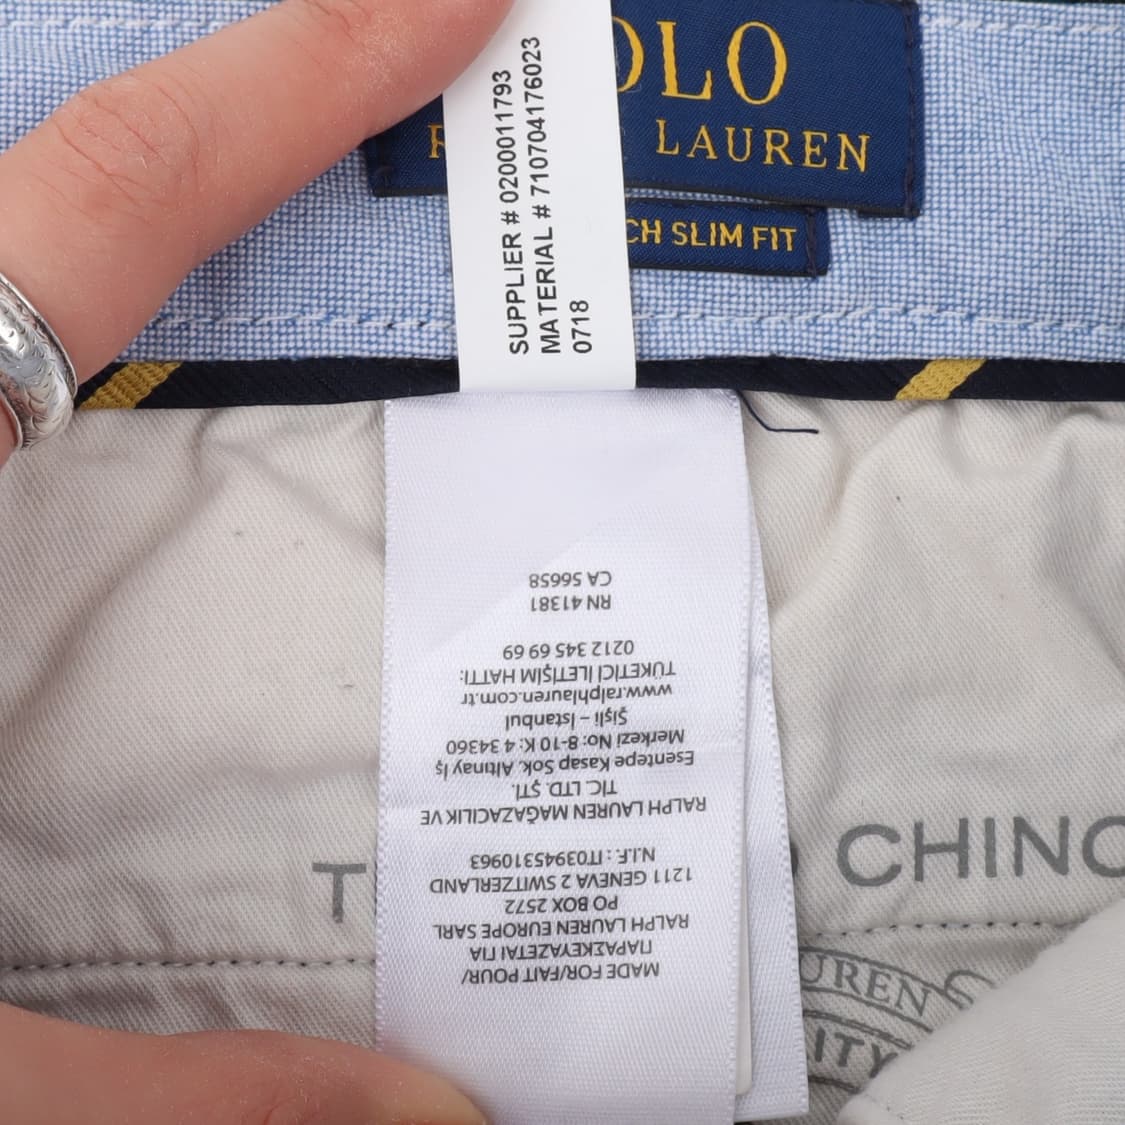 OLO
R LAUREN
CH SLIM FIT
SUPPLIER # 0200011793
MATERIAL # 710704176023
0718
MADE FOR/FAIT POUR/
ΠΑΡΑΣΚΕΥΑΖΕΤΑΙ ΓΙΑ
RALPH LAUREN EUROPE SARL
PO BOX 2572
1211 GENEVA 2 SWITZERLAND
N.I.F.: IT03945310963
RALPH LAUREN MAĞAZACILIK VE
TİC. LTD. ŞTİ.
Esentepe Kasap Sok. Altınay İş
Merkezi No: 8-10 K: 4 34360
Şişli – Istanbul
www.ralphlauren.com.tr
TÜKETİCİ İLETİŞİM HATTI:
0212 345 69 69
RN 41381
CA 56658
T CHINO
UREN
ITY